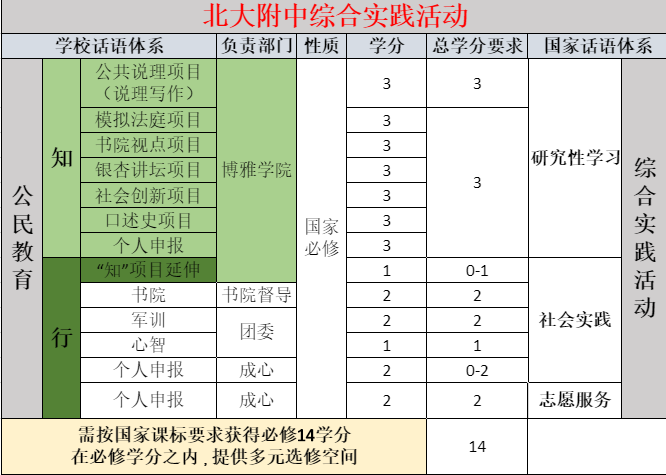 北大附中综合实践活动
学校话语体系 负责部门 性质 学分 总学分要求 国家话语体系
公民教育
知
公共说理项目
（说理写作）
3 3
模拟法庭项目 3
书院视点项目 3
银杏讲坛项目 3
社会创新项目 3
口述史项目 3
个人申报 3
3
博雅学院
国家
必修
研究性学习
综合实践活动
行
“知”项目延伸 1 0-1
书院 书院督导 2 2
军训 2 2
团委
心智 1 1
社会实践
个人申报 成心 2 0-2
个人申报 成心 2 2 志愿服务
需按国家课标要求获得必修14学分
在必修学分之内，提供多元选修空间
14